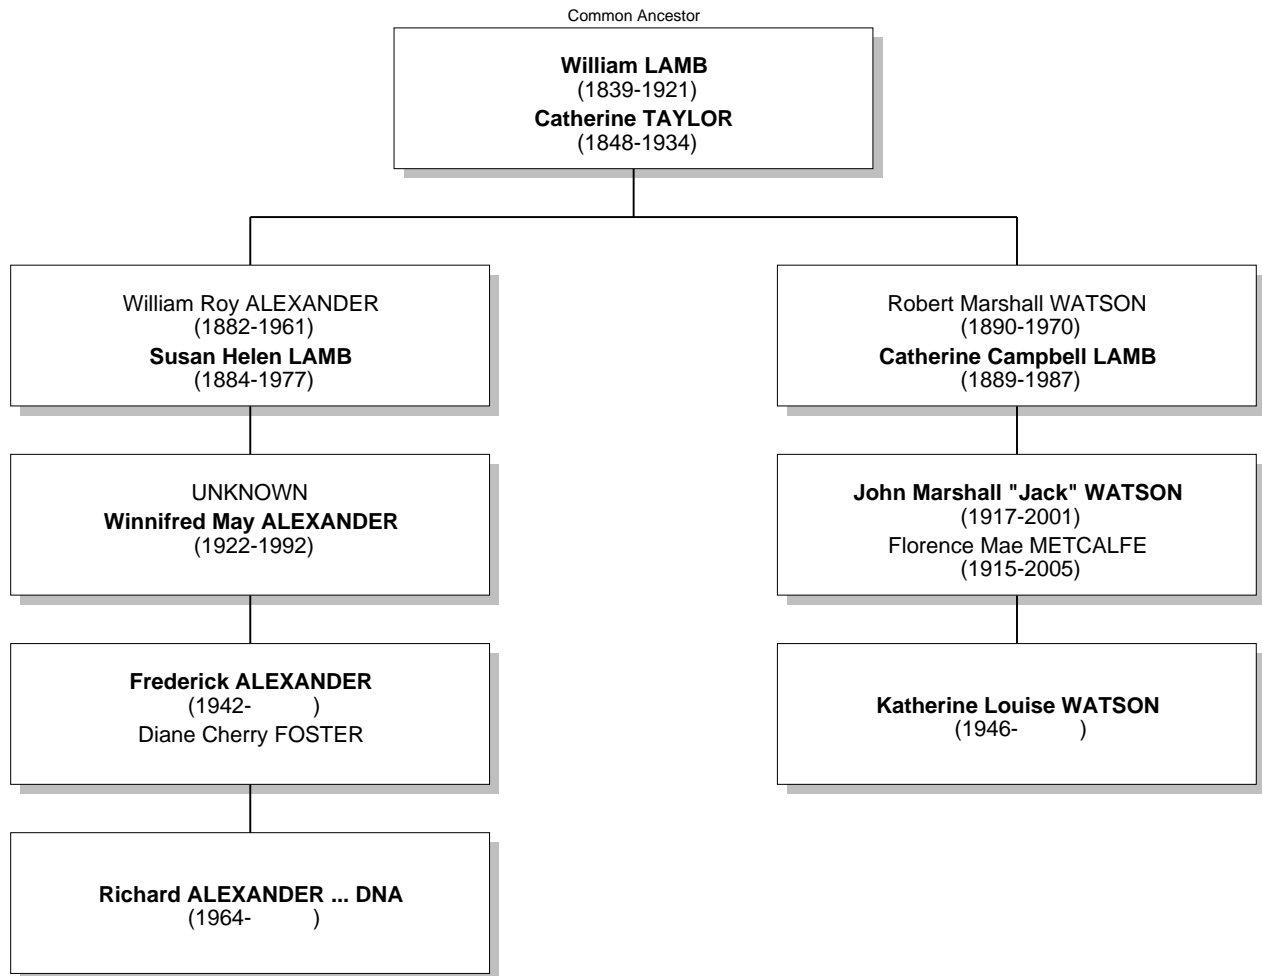 Common Ancestor
William LAMB
(1839-1921)
Catherine TAYLOR
(1848-1934)
William Roy ALEXANDER
(1882-1961)
Susan Helen LAMB
(1884-1977)
Robert Marshall WATSON
(1890-1970)
Catherine Campbell LAMB
(1889-1987)
UNKNOWN
Winnifred May ALEXANDER
(1922-1992)
John Marshall "Jack" WATSON
(1917-2001)
Florence Mae METCALFE
(1915-2005)
Frederick ALEXANDER
(1942-          )
Diane Cherry FOSTER
Katherine Louise WATSON
(1946-          )
Richard ALEXANDER ... DNA
(1964-          )